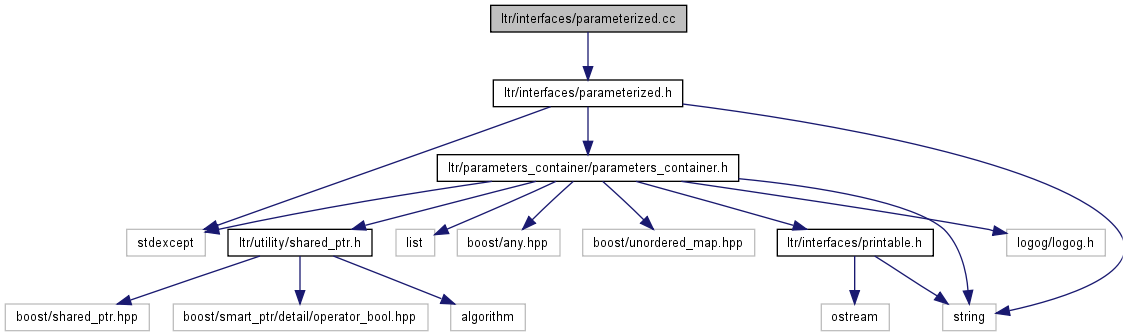 ltr/interfaces/parameterized.cc
ltr/interfaces/parameterized.h
ltr/parameters_container/parameters_container.h
stdexcept
ltr/utility/shared_ptr.h
list
boost/any.hpp
boost/unordered_map.hpp
ltr/interfaces/printable.h
logog/logog.h
boost/shared_ptr.hpp
boost/smart_ptr/detail/operator_bool.hpp
algorithm
ostream
string